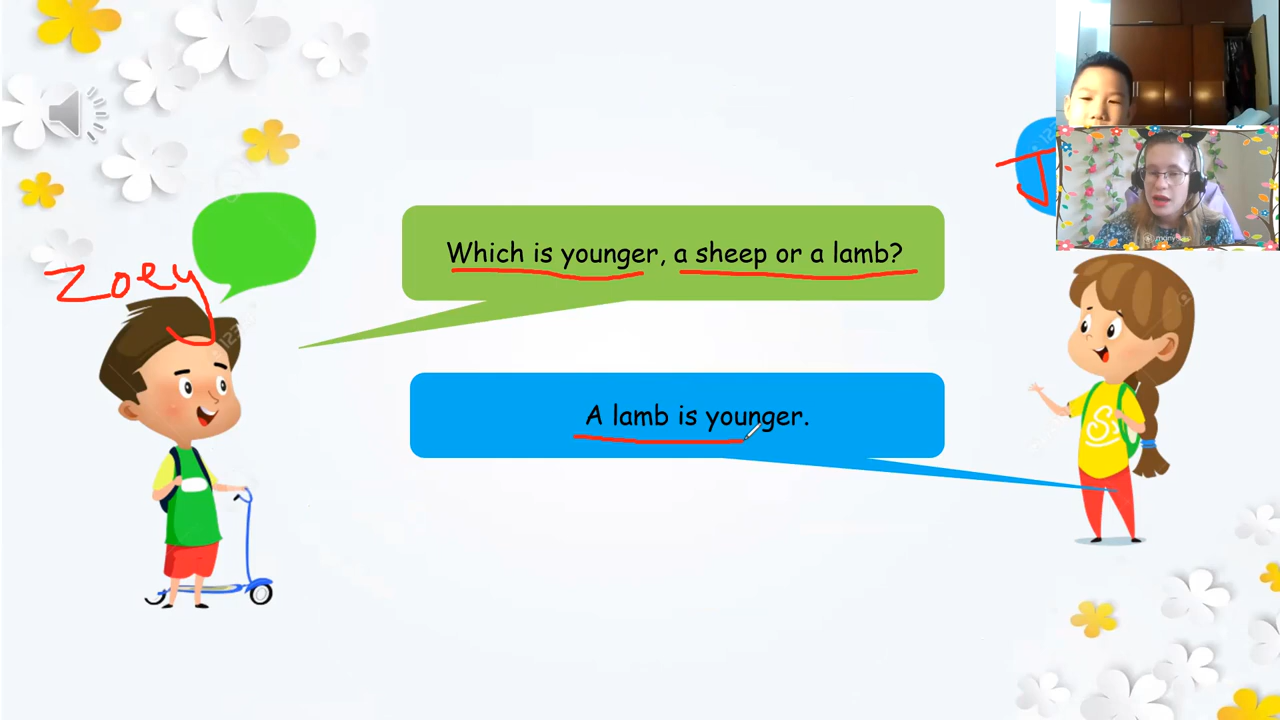 Which is younger, a sheep or a lamb?
Zoey
J
A lamb is younger.
S